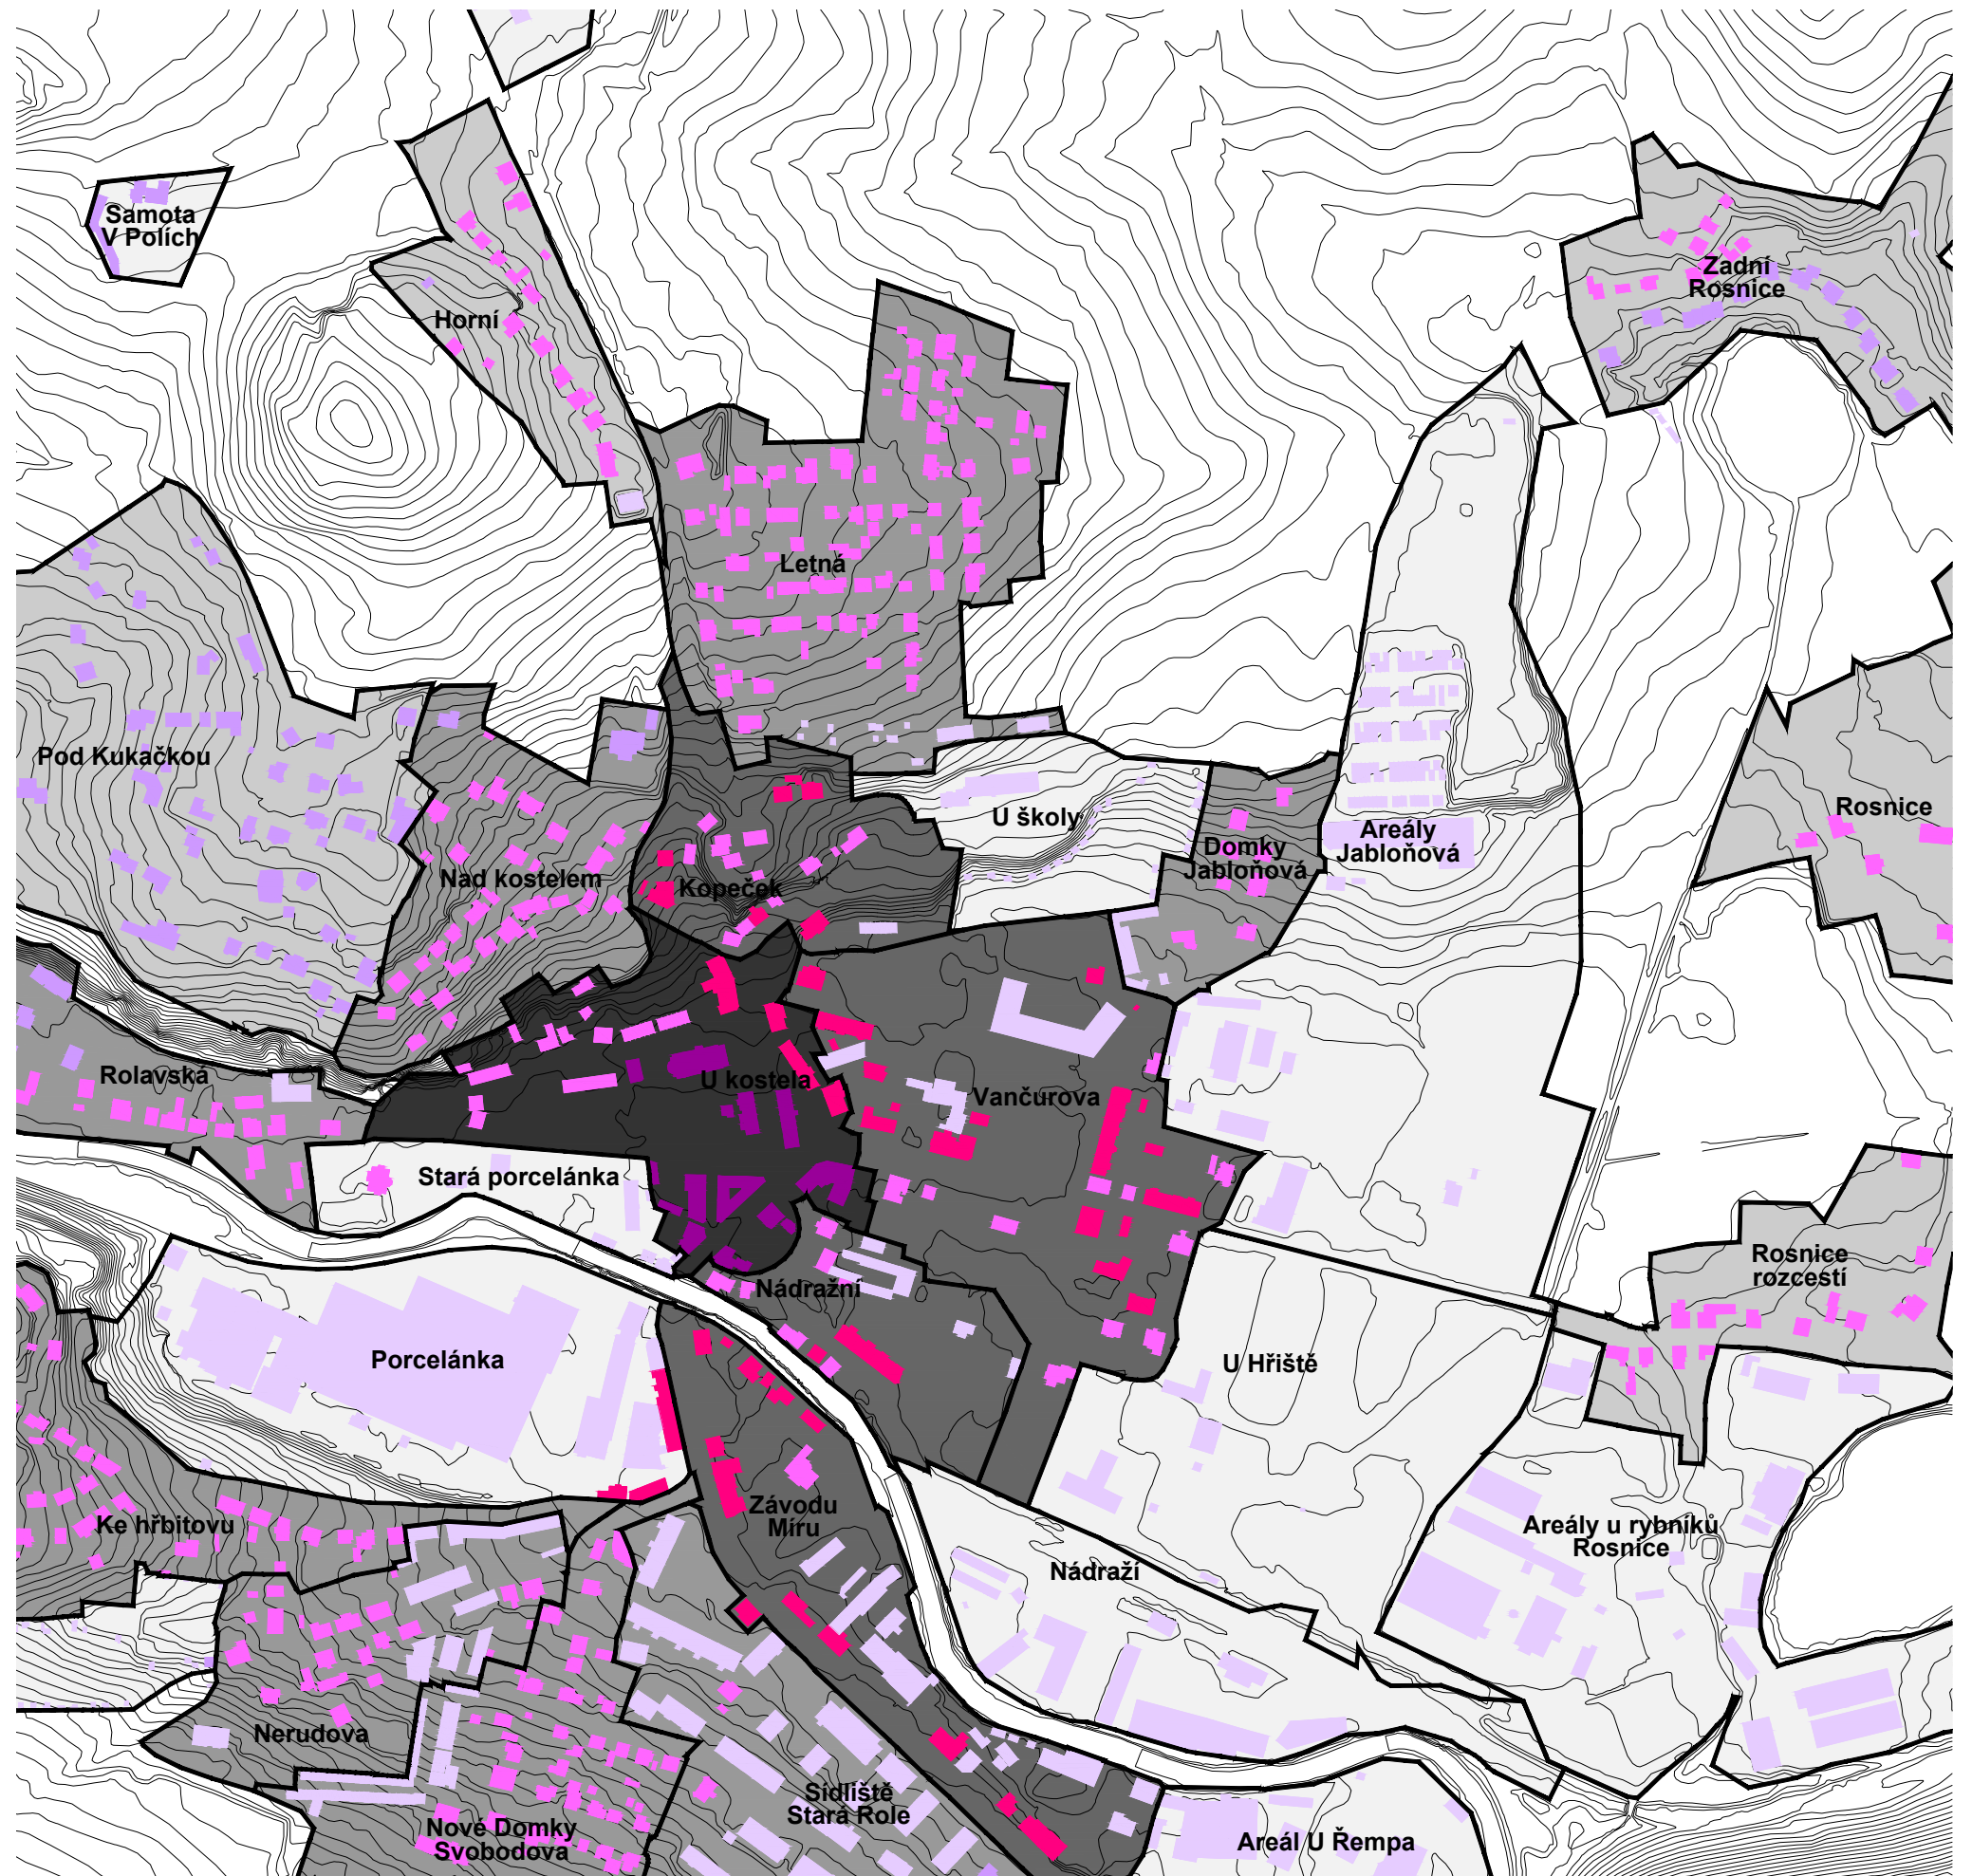 Samota
V Polích
Horní
Zadní
Rosnice
Letná
Pod Kukačkou
Rosnice
U školy
Areály
Jabloňová
Domky
Jabloňová
Nad kostelem
Kopeček
Rolavská
U kostela
Vančurova
Stará porcelánka
Nádražní
Rosnice
rozcestí
Porcelánka
U Hřiště
Závodu
Míru
Ke hřbitovu
Areály u rybníků
Rosnice
Nádraží
Nerudova
Sídliště
Stará Role
Nové Domky
Svobodova
Areál U Řempa